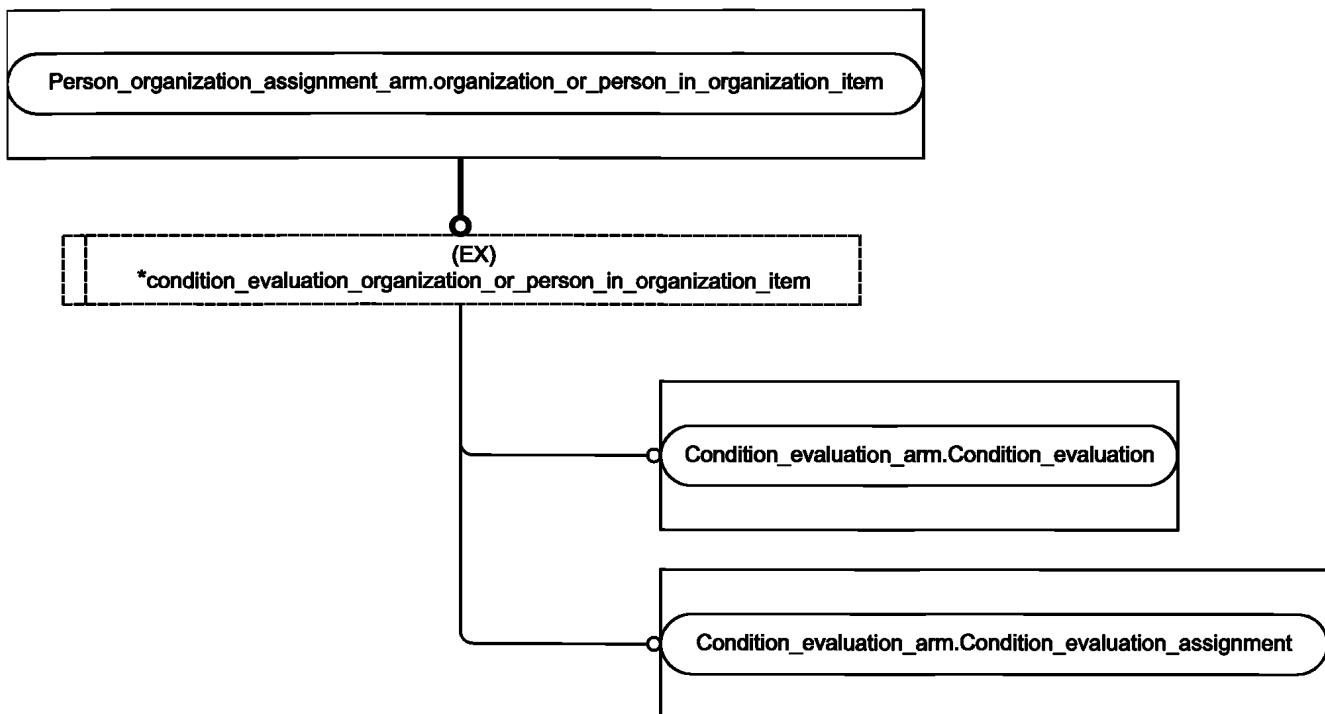 Person_organization_assignment_arm.organization_or_person_in_organization_item
(EX)
*condition_evaluation_organization_or_person_in_organization_item
Condition_evaluation_arm.Condition_evaluation
Condition_evaluation_arm.Condition_evaluation_assignment